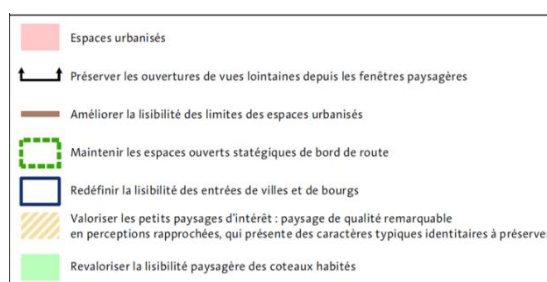 Espaces urbanisés
Préserver les ouvertures de vues lointaines depuis les fenêtres paysagères
Améliorer la lisibilité des limites des espaces urbanisés
Maintenir les espaces ouverts statégiques de bord de route
Redéfinir la lisibilité des entrées de villes et de bourgs
Valoriser les petits paysages d'intérêt : paysage de qualité remarquable
en perceptions rapprochées, qui présente des caractères typiques identitaires à préserver
Revaloriser la lisibilité paysagère des coteaux habités